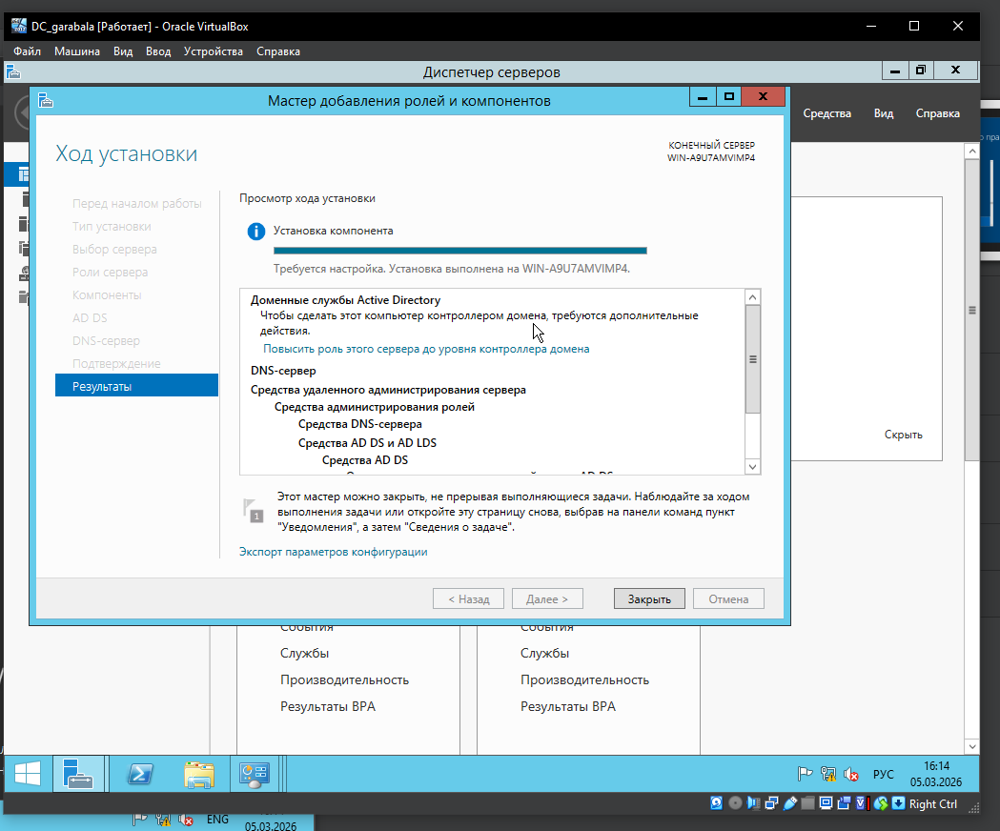 DC_garabala [Работает] - Oracle VirtualBox
Файл Машина Вид Ввод Устройства Справка
Диспетчер серверов
Средства Вид Справка
Мастер добавления ролей и компонентов
Ход установки
КОНЕЧНЫЙ СЕРВЕР
WIN-A9U7AMVIMP4
Перед началом работы
Тип установки
Выбор сервера
Роли сервера
Компоненты
AD DS
DNS-сервер
Подтверждение
Результаты
Просмотр хода установки
Установка компонента
Требуется настройка. Установка выполнена на WIN-A9U7AMVIMP4.
Доменные службы Active Directory
Чтобы сделать этот компьютер контроллером домена, требуются дополнительные
действия.
Повысить роль этого сервера до уровня контроллера домена
DNS-сервер
Средства удаленного администрирования сервера
Средства администрирования ролей
Средства DNS-сервера
Средства AD DS и AD LDS
Средства AD DS
1
Этот мастер можно закрыть, не прерывая выполняющиеся задачи. Наблюдайте за ходом
выполнения задачи или откройте эту страницу снова, выбрав на панели команд пункт
"Уведомления", а затем "Сведения о задаче".
Экспорт параметров конфигурации
< Назад Далее > Закрыть Отмена
Скрыть
События
Службы
Производительность
Результаты BPA
События
Службы
Производительность
Результаты BPA
РУС
16:14
05.03.2026
Right Ctrl
ENG
05.03.2026